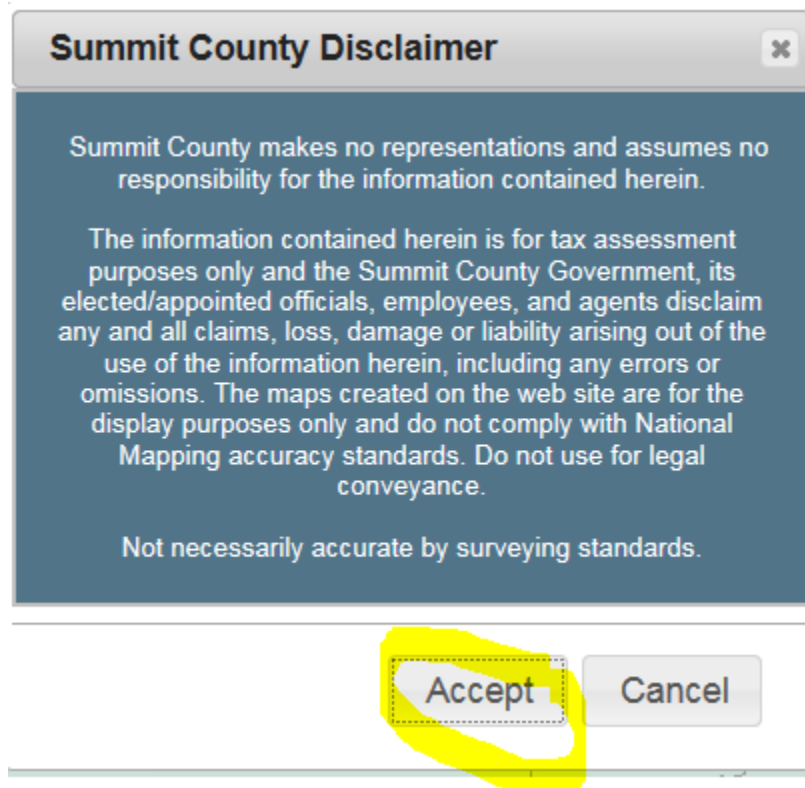 Summit County Disclaimer
Summit County makes no representations and assumes no
responsibility for the information contained herein.
The information contained herein is for tax assessment
purposes only and the Summit County Government, its
elected/appointed officials, employees, and agents disclaim
any and all claims, loss, damage or liability arising out of the
use of the information herein, including any errors or
omissions. The maps created on the web site are for the
display purposes only and do not comply with National
Mapping accuracy standards. Do not use for legal
conveyance.
Not necessarily accurate by surveying standards.
Accept Cancel